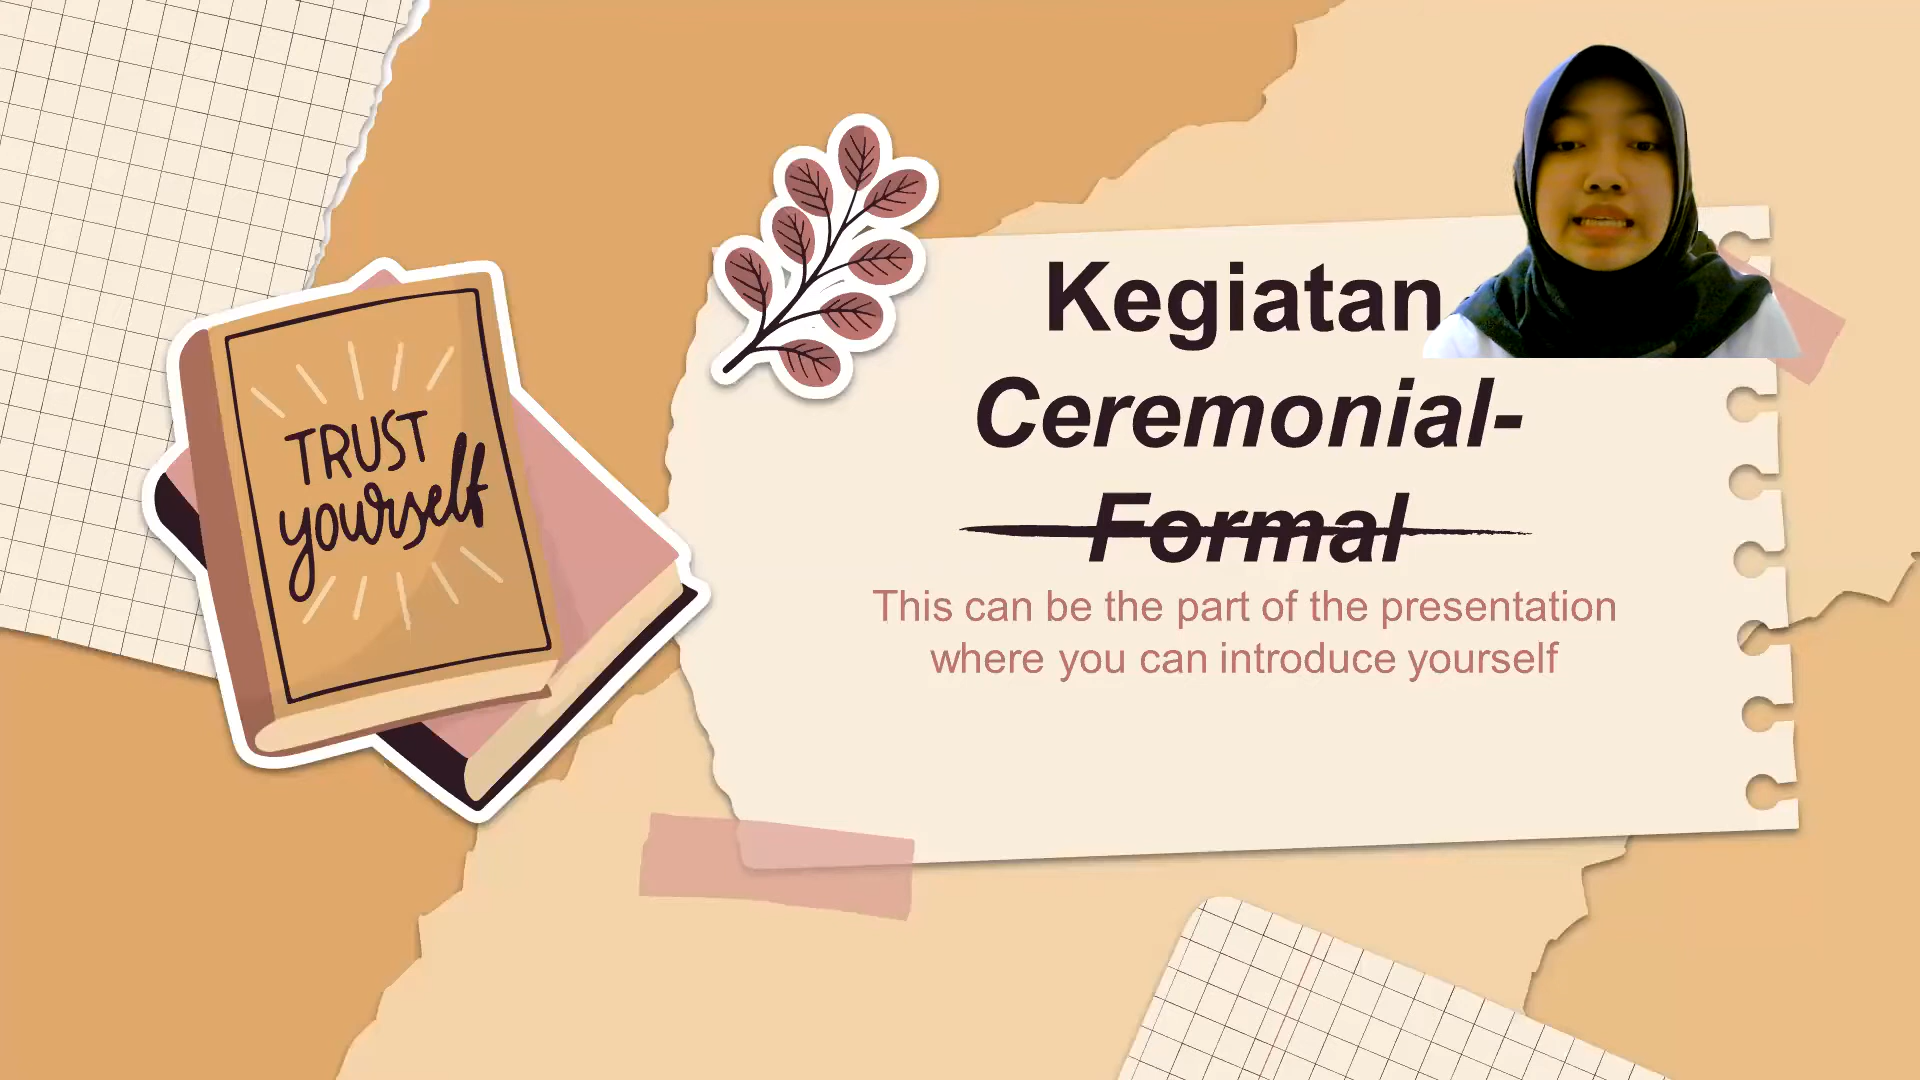 TRUST
yourself
Kegiatan
Ceremonial-
Formal
This can be the part of the presentation
where you can introduce yourself